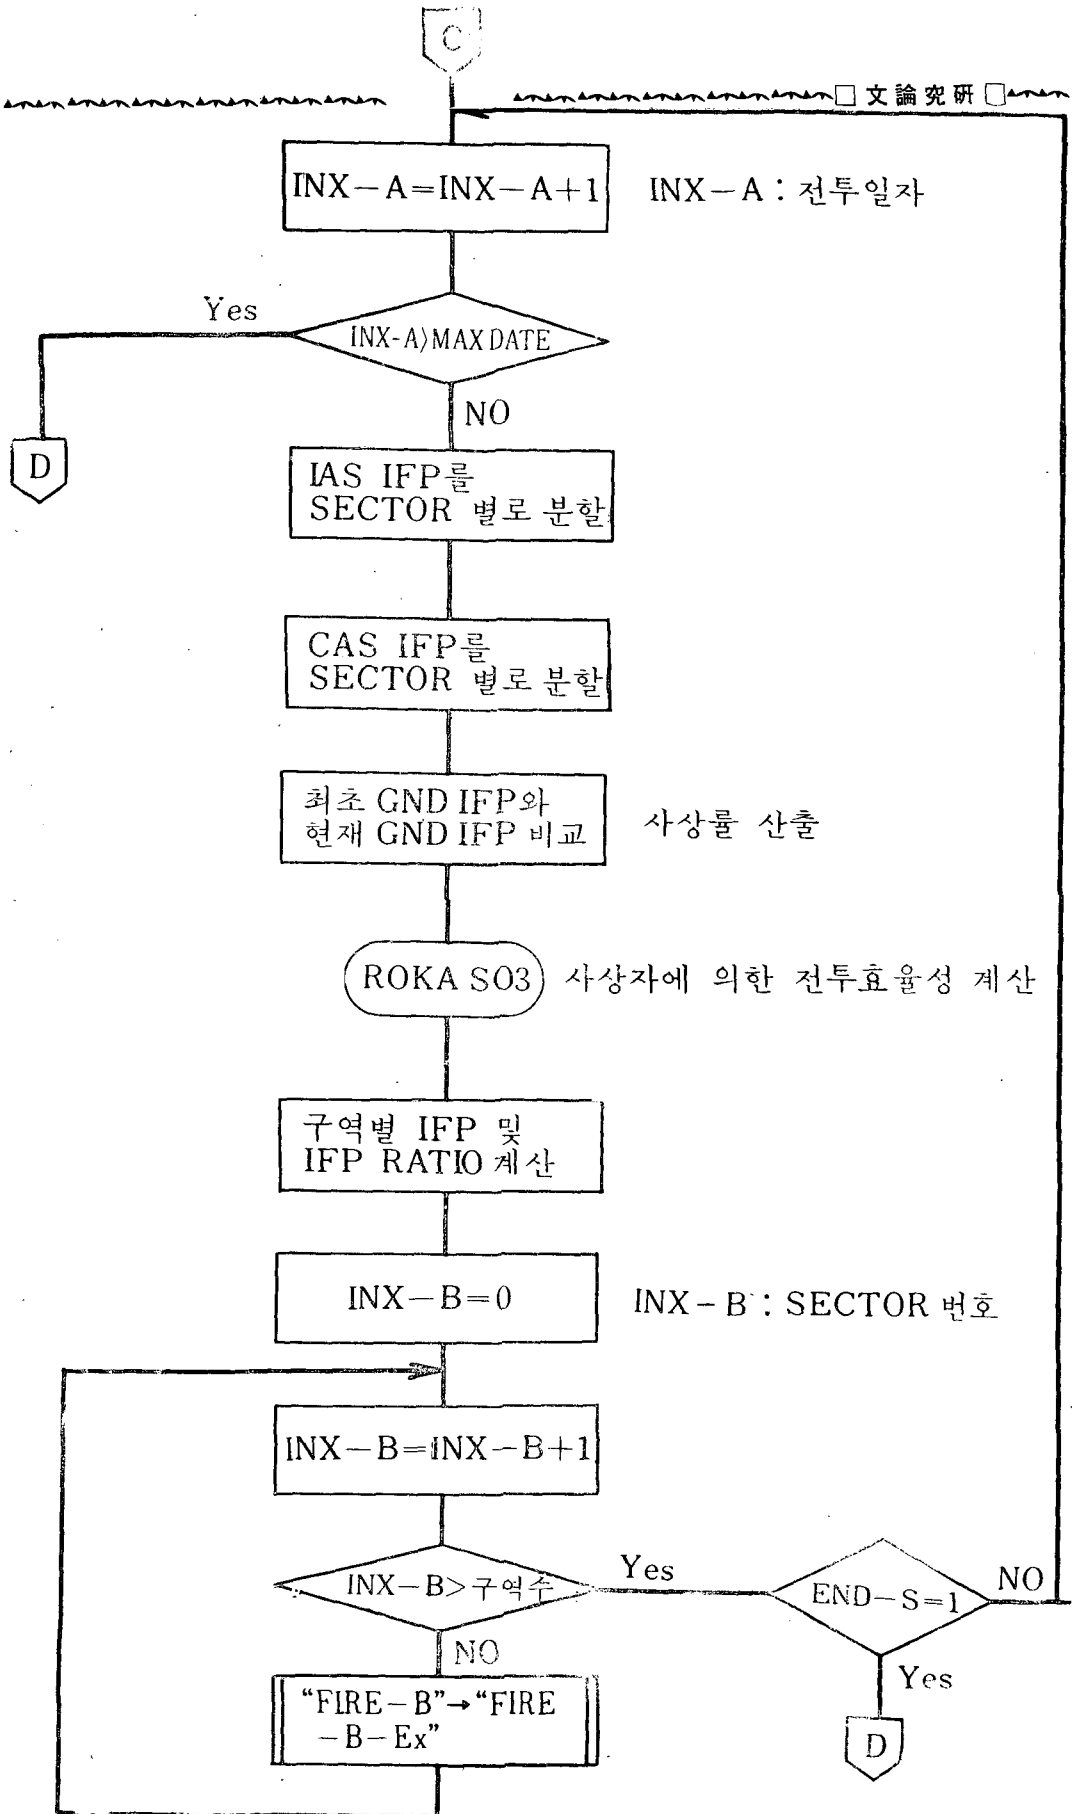 C
□ 文論究硏 □
INX-A=INX-A+1
INX-A : 전투일자
Yes
INX-A〉MAX DATE
NO
D
IAS IFP를
SECTOR 별로 분할
CAS IFP를
SECTOR 별로 분할
최초 GND IFP와
현재 GND IFP 비교
사상률 산출
ROKA SO3
사상자에 의한 전투효율성 계산
구역별 IFP 및
IFP RATIO 계산
INX-B=0
INX-B : SECTOR 번호
INX-B=INX-B+1
INX-B>구역수
Yes
END-S=1
NO
NO
Yes
“FIRE-B”→“FIRE
-B-Ex”
D